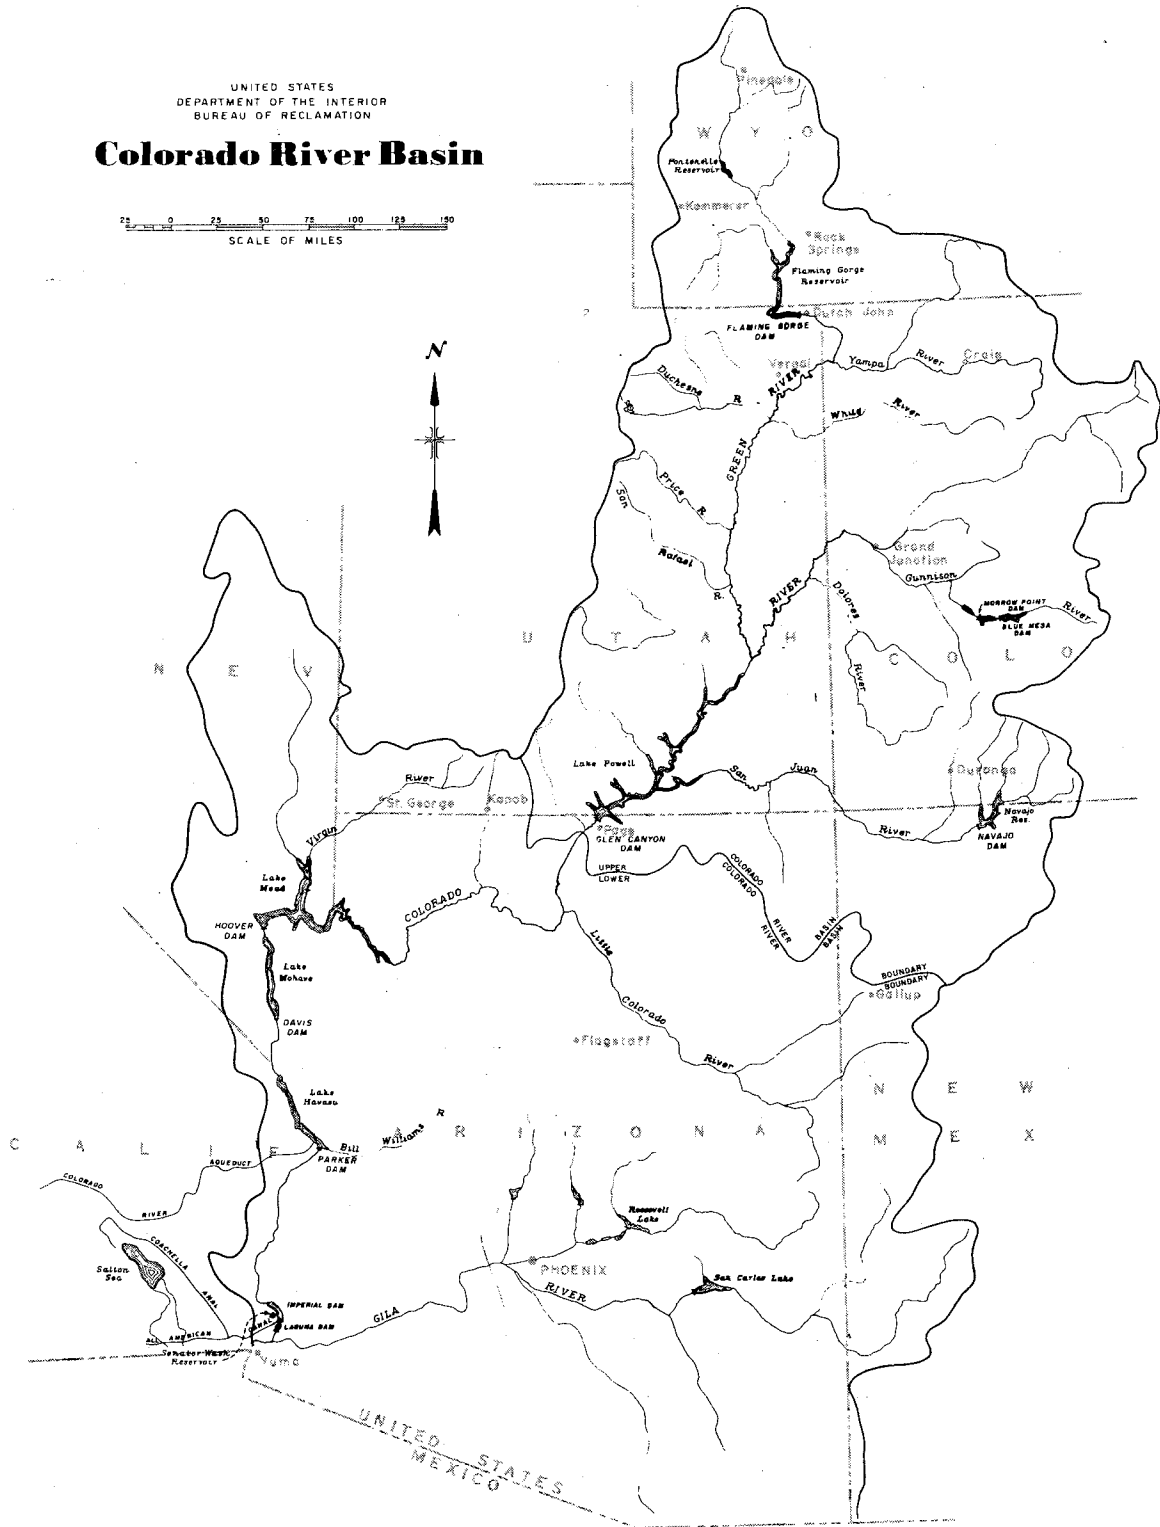 UNITED STATES
DEPARTMENT OF THE INTERIOR
BUREAU OF RECLAMATION
Colorado River Basin
25 0 25 50 75 100 125 150
SCALE OF MILES
N
Pinedale
W Y O
Fontenelle
Reservoir
Kemmerer
Rock
Springs
Flaming Gorge
Reservoir
Dutch John
FLAMING GORGE
DAM
Vernal
Yampa River
Craig
Duchesne R.
GREEN RIVER
White River
Price R.
San Rafael R.
Grand
Junction
Gunnison River
RIVER
Dolores River
MORROW POINT
DAM
BLUE MESA
DAM
U T A H
C O L O
N E V
Lake Powell
San Juan River
Durango
Navajo
Res.
NAVAJO
DAM
Virgin River
St. George
Kanab
Page
GLEN CANYON
DAM
UPPER COLORADO RIVER BASIN BOUNDARY
LOWER COLORADO RIVER BASIN BOUNDARY
Lake
Mead
COLORADO
HOOVER
DAM
Lake
Mohave
DAVIS
DAM
Little Colorado River
Gallup
Flagstaff
Lake
Havasu
N E W
M E X
C A L I F
A R I Z O N A
Bill Williams R
PARKER
DAM
COLORADO RIVER AQUEDUCT
Roosevelt
Lake
COACHELLA
Salton
Sea
PHOENIX
San Carlos Lake
GILA RIVER
IMPERIAL DAM
LAGUNA DAM
ALL AMERICAN CANAL
Senator Wash
Reservoir
Yuma
UNITED STATES
MEXICO